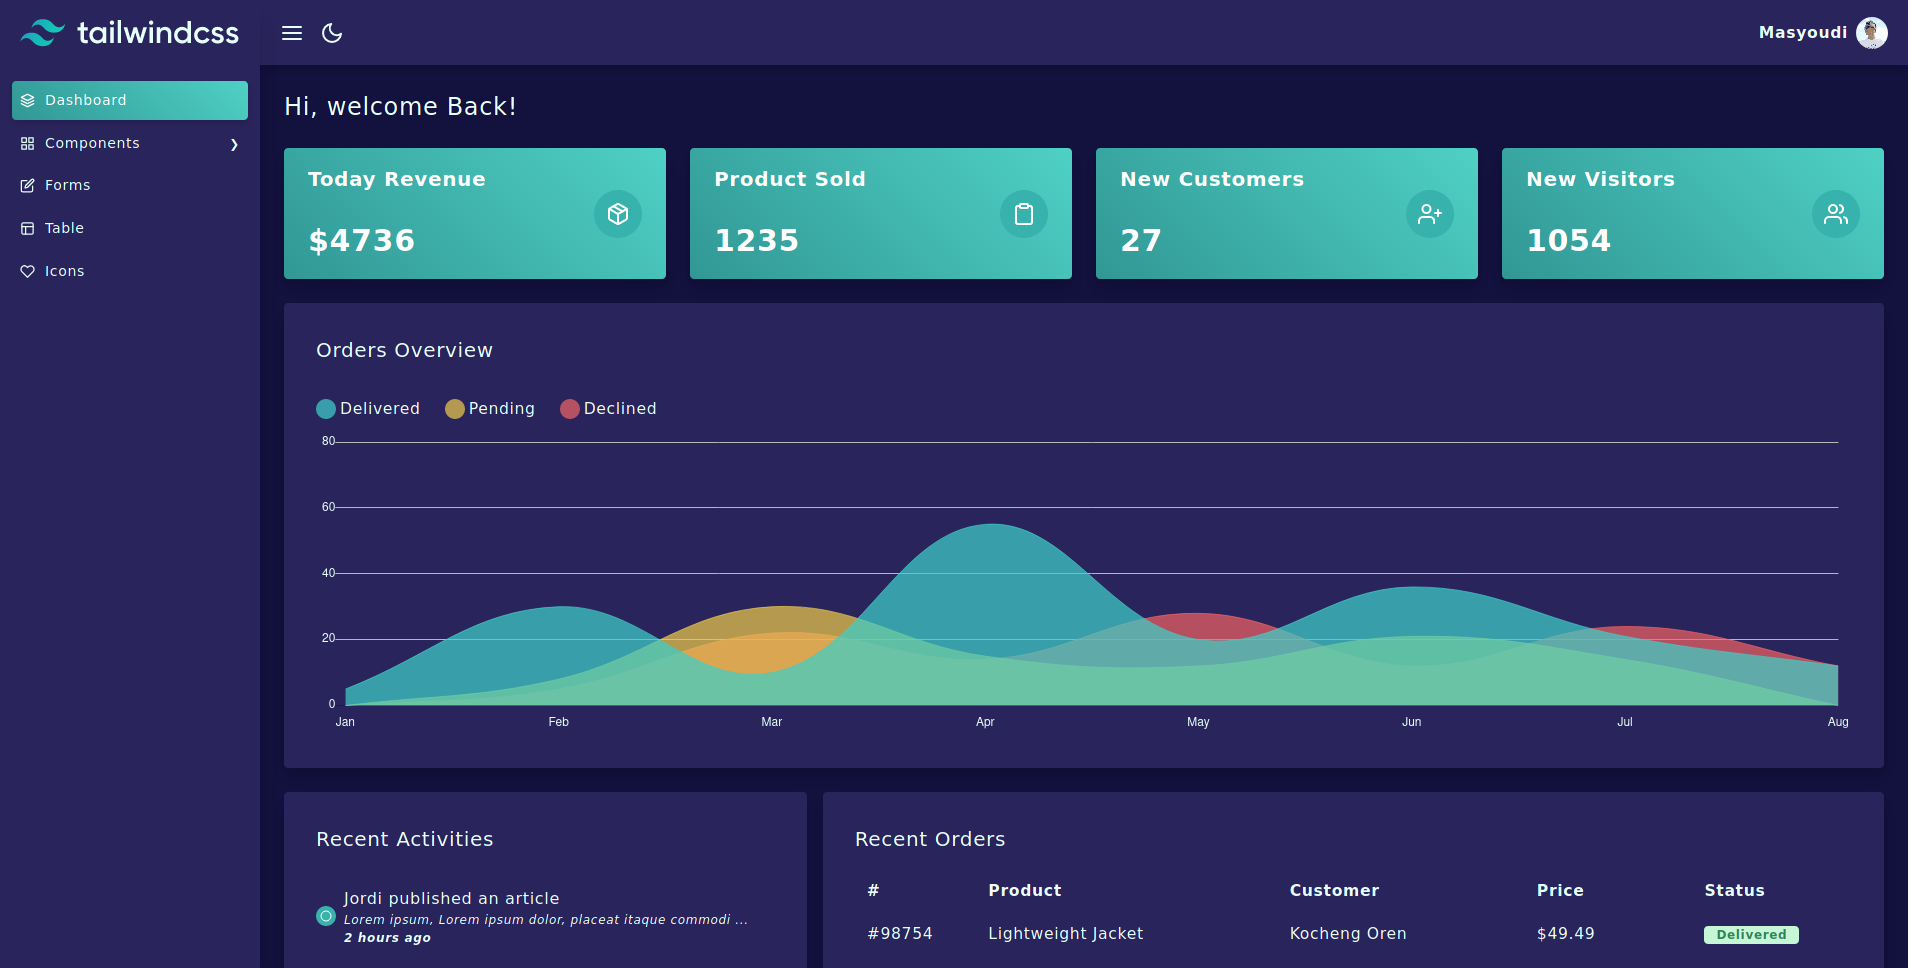 tailwindcss
Masyoudi
Dashboard
Components
Forms
Table
Icons
Hi, welcome Back!
Today Revenue
$4736
Product Sold
1235
New Customers
27
New Visitors
1054
Orders Overview
Delivered Pending Declined
80
60
40
20
0
Jan Feb Mar Apr May Jun Jul Aug
Recent Activities
Jordi published an article
Lorem ipsum, Lorem ipsum dolor, placeat itaque commodi ...
2 hours ago
Recent Orders
# Product Customer Price Status
#98754 Lightweight Jacket Kocheng Oren $49.49 Delivered